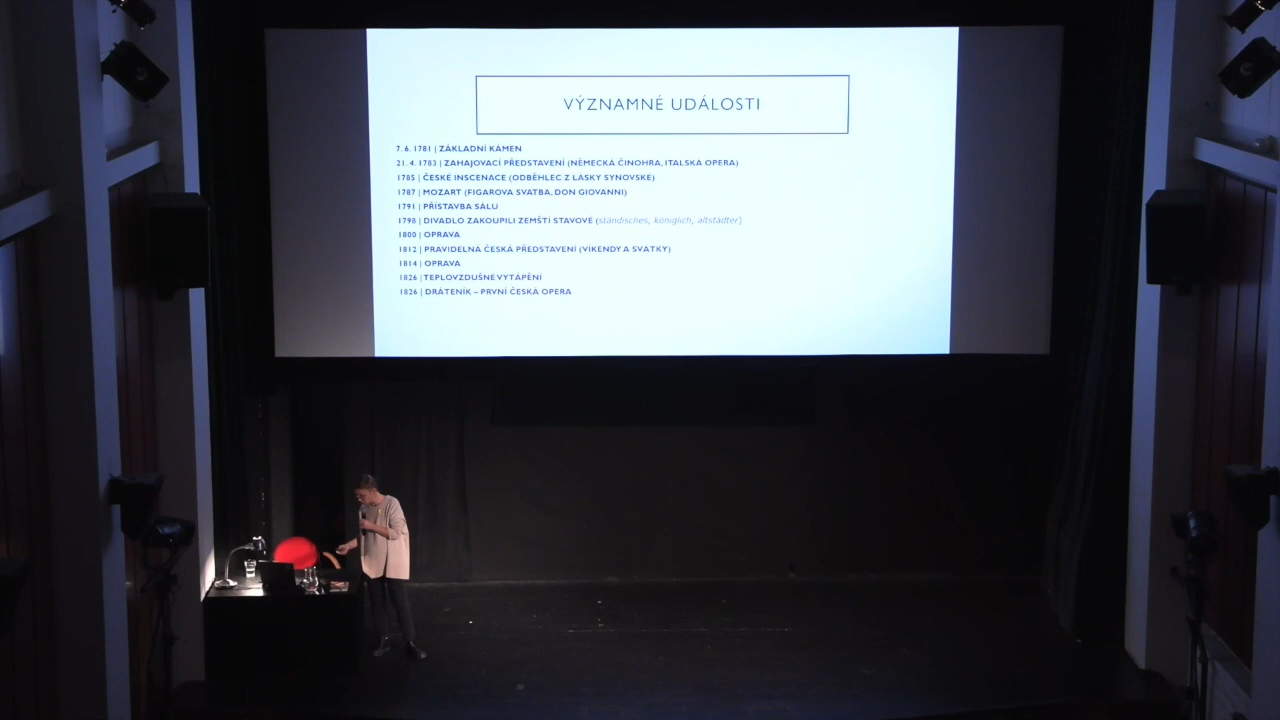 VÝZNAMNÉ UDÁLOSTI
7. 6. 1781 | ZÁKLADNÍ KÁMEN
21. 4. 1783 | ZAHAJOVACÍ PŘEDSTAVENÍ (NĚMECKÁ ČINOHRA, ITALSKÁ OPERA)
1785 | ČESKÉ INSCENACE (ODBĚHLEC Z LÁSKY SYNOVSKÉ)
1787 | MOZART (FIGAROVA SVATBA, DON GIOVANNI)
1791 | PŘÍSTAVBA SÁLU
1798 | DIVADLO ZAKOUPILI ZEMŠTÍ STAVOVÉ (ständisches, königlich, altstädter)
1800 | OPRAVA
1812 | PRAVIDELNÁ ČESKÁ PŘEDSTAVENÍ (VÍKENDY A SVÁTKY)
1814 | OPRAVA
1826 | TEPLOVZDUŠNÉ VYTÁPĚNÍ
1826 | DRÁTENÍK – PRVNÍ ČESKÁ OPERA